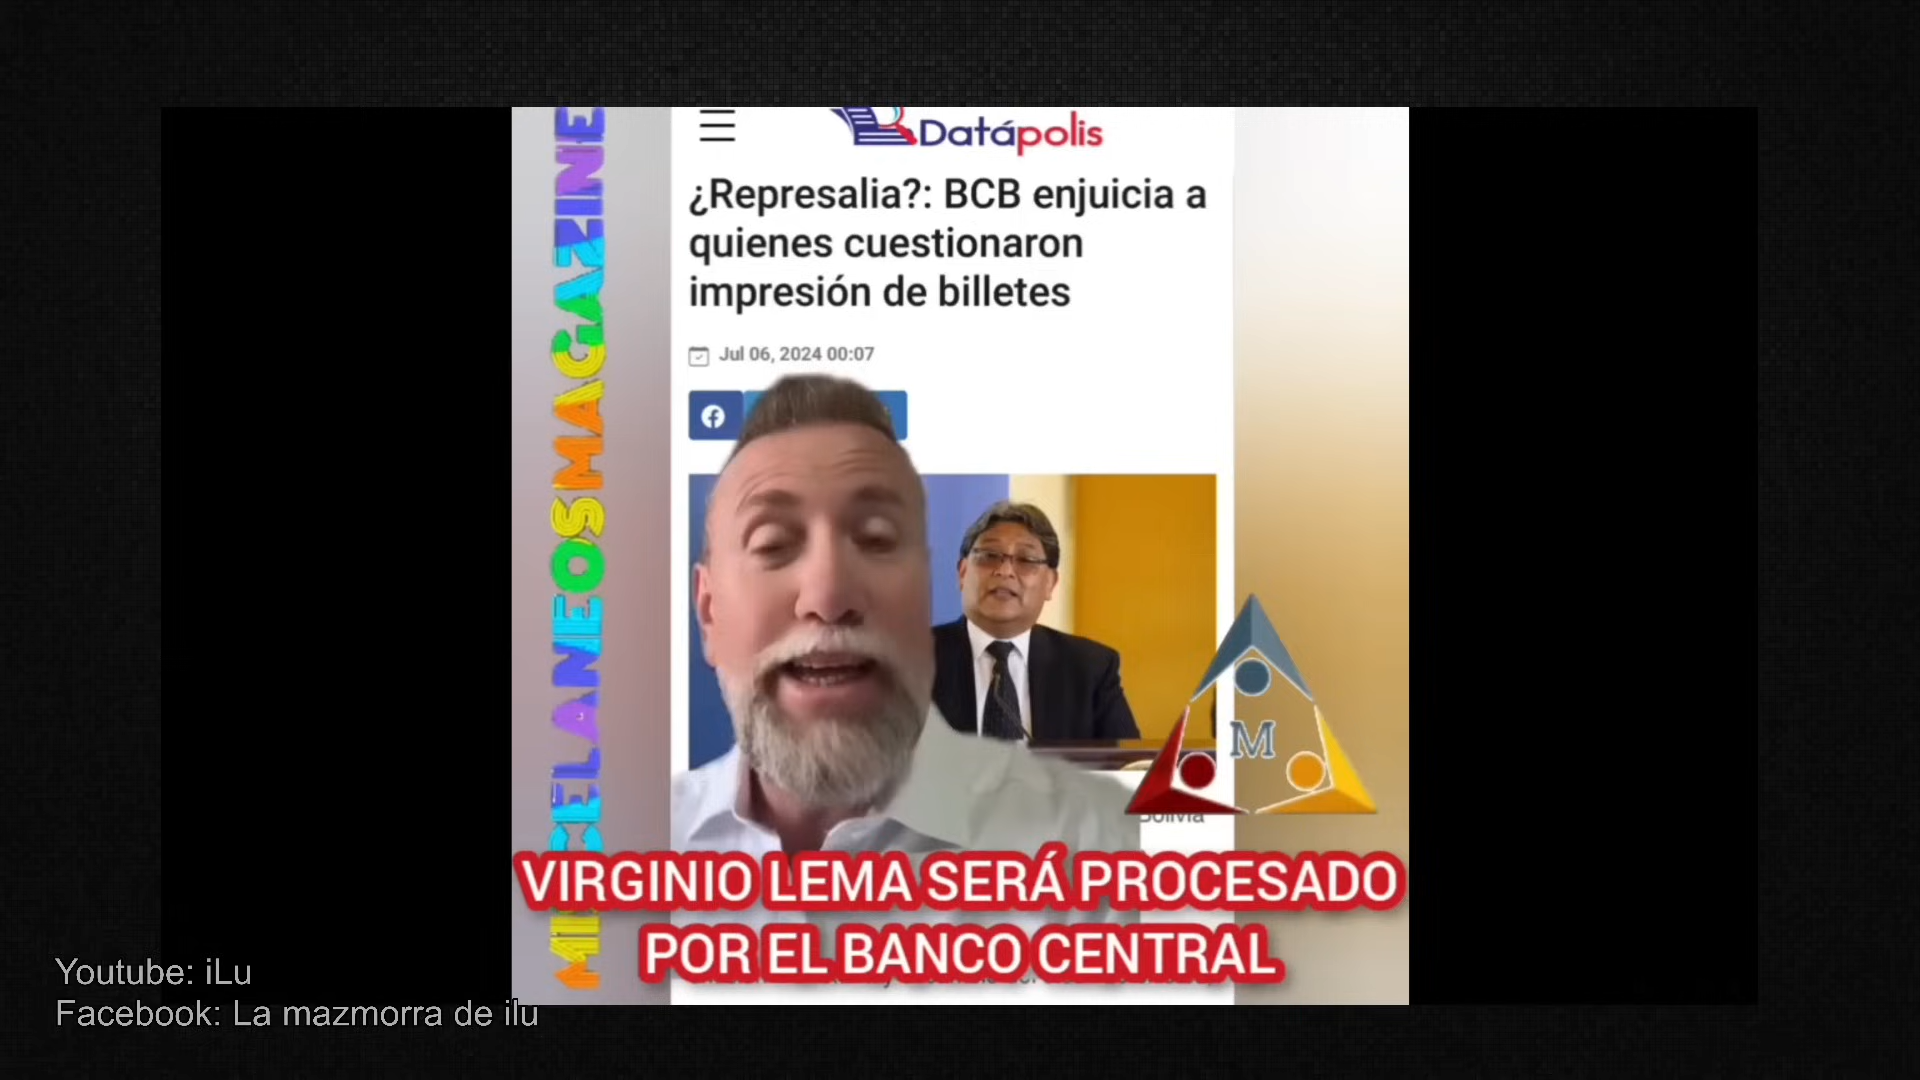 MISCELANEOSMAGAZINE
Datápolis
¿Represalia?: BCB enjuicia a
quienes cuestionaron
impresión de billetes
Jul 06, 2024 00:07
M
Bolivia
VIRGINIO LEMA SERÁ PROCESADO
POR EL BANCO CENTRAL
Youtube: iLu
Facebook: La mazmorra de ilu